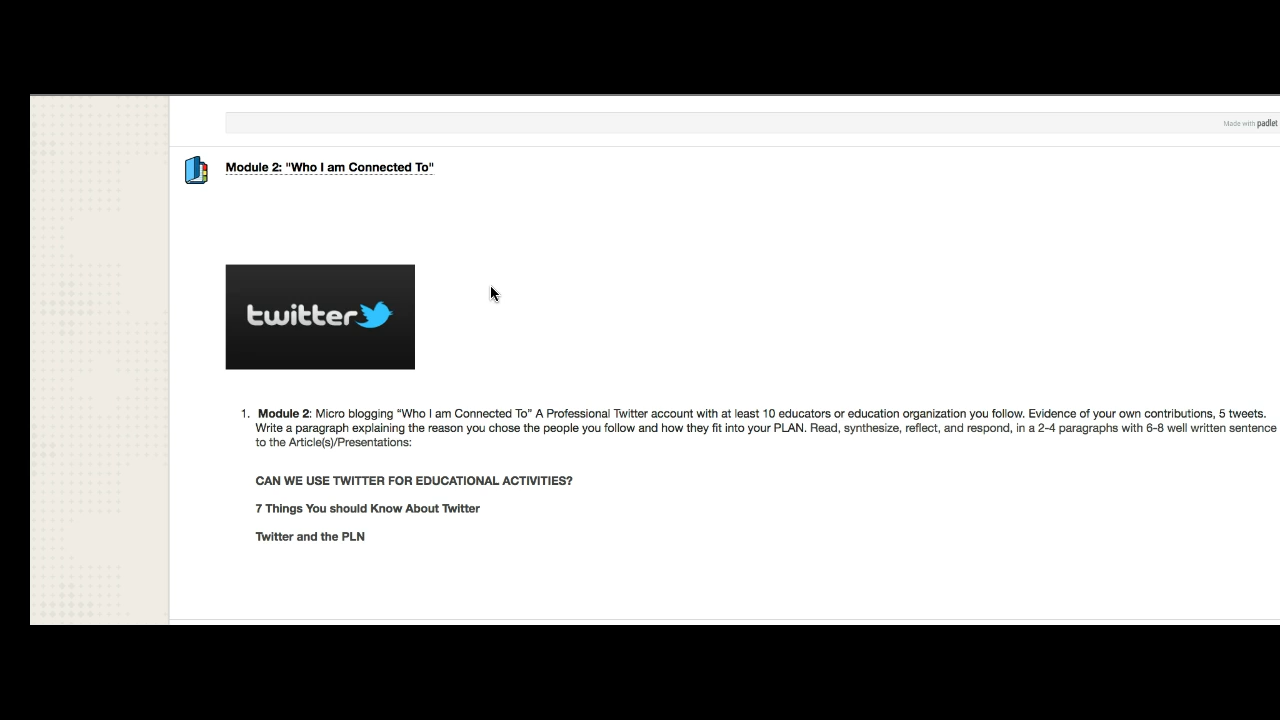 Made with padlet
Module 2: "Who I am Connected To"
twitter
1. Module 2: Micro blogging “Who I am Connected To” A Professional Twitter account with at least 10 educators or education organization you follow. Evidence of your own contributions, 5 tweets.
Write a paragraph explaining the reason you chose the people you follow and how they fit into your PLAN. Read, synthesize, reflect, and respond, in a 2-4 paragraphs with 6-8 well written sentence
to the Article(s)/Presentations:
CAN WE USE TWITTER FOR EDUCATIONAL ACTIVITIES?
7 Things You should Know About Twitter
Twitter and the PLN